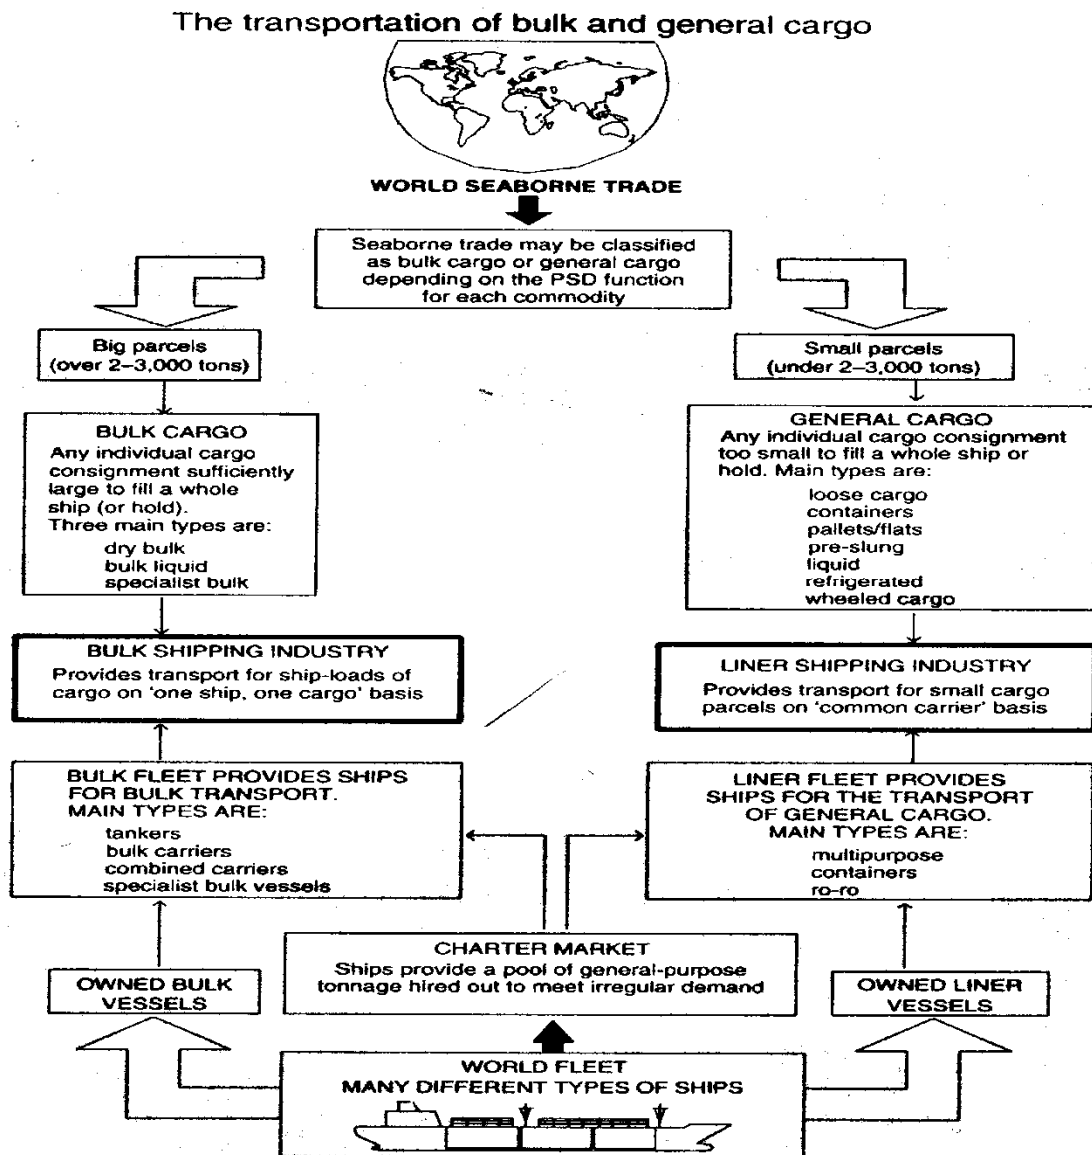 The transportation of bulk and general cargo
WORLD SEABORNE TRADE
Seaborne trade may be classified
as bulk cargo or general cargo
depending on the PSD function
for each commodity
Big parcels
(over 2–3,000 tons)
Small parcels
(under 2–3,000 tons)
BULK CARGO
Any individual cargo
consignment sufficiently
large to fill a whole
ship (or hold).
Three main types are:
dry bulk
bulk liquid
specialist bulk
GENERAL CARGO
Any individual cargo consignment
too small to fill a whole ship or
hold. Main types are:
loose cargo
containers
pallets/flats
pre-slung
liquid
refrigerated
wheeled cargo
BULK SHIPPING INDUSTRY
Provides transport for ship-loads of
cargo on 'one ship, one cargo' basis
LINER SHIPPING INDUSTRY
Provides transport for small cargo
parcels on 'common carrier' basis
BULK FLEET PROVIDES SHIPS
FOR BULK TRANSPORT.
MAIN TYPES ARE:
tankers
bulk carriers
combined carriers
specialist bulk vessels
LINER FLEET PROVIDES
SHIPS FOR THE TRANSPORT
OF GENERAL CARGO.
MAIN TYPES ARE:
multipurpose
containers
ro-ro
CHARTER MARKET
Ships provide a pool of general-purpose
tonnage hired out to meet irregular demand
OWNED BULK
VESSELS
OWNED LINER
VESSELS
WORLD FLEET
MANY DIFFERENT TYPES OF SHIPS